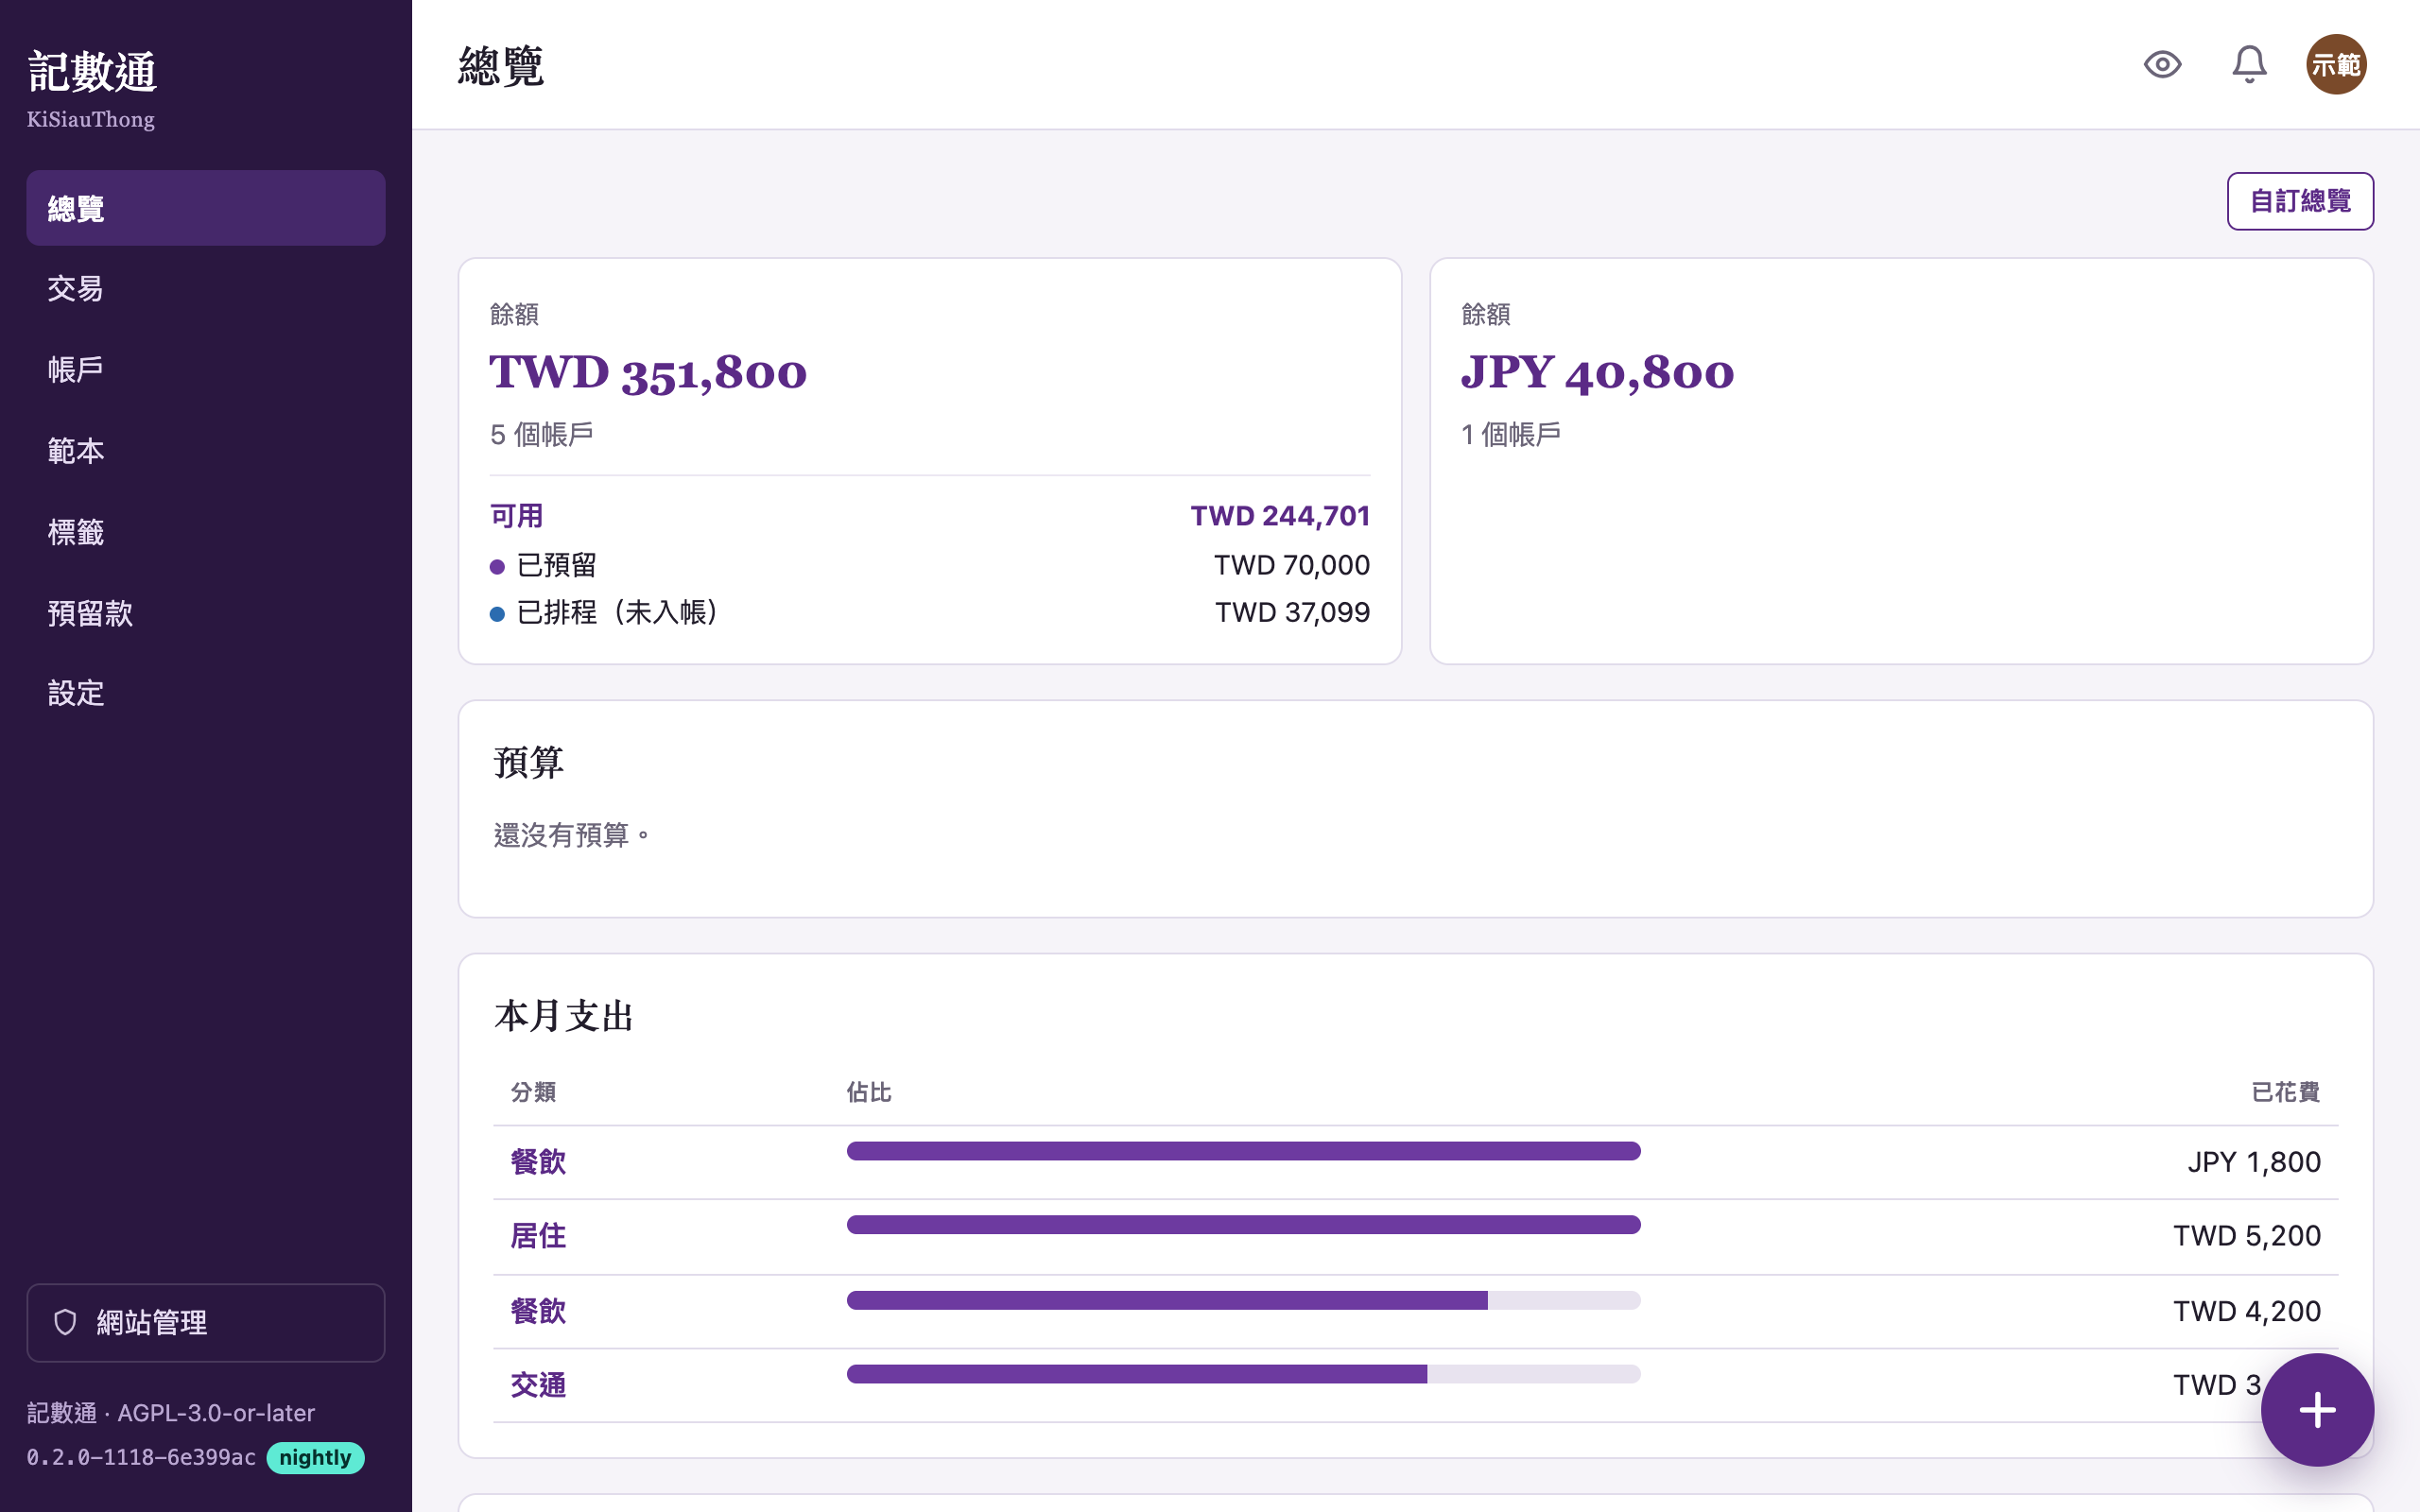 記數通
KiSiauThong
總覽
交易
帳戶
範本
標籤
預留款
設定
網站管理
記數通 · AGPL-3.0-or-later
0.2.0-1118-6e399ac nightly
總覽
示範
自訂總覽
餘額
TWD 351,800
5 個帳戶
可用 TWD 244,701
已預留 TWD 70,000
已排程（未入帳） TWD 37,099
餘額
JPY 40,800
1 個帳戶
預算
還沒有預算。
本月支出
分類 佔比 已花費
餐飲 JPY 1,800
居住 TWD 5,200
餐飲 TWD 4,200
交通 TWD 3